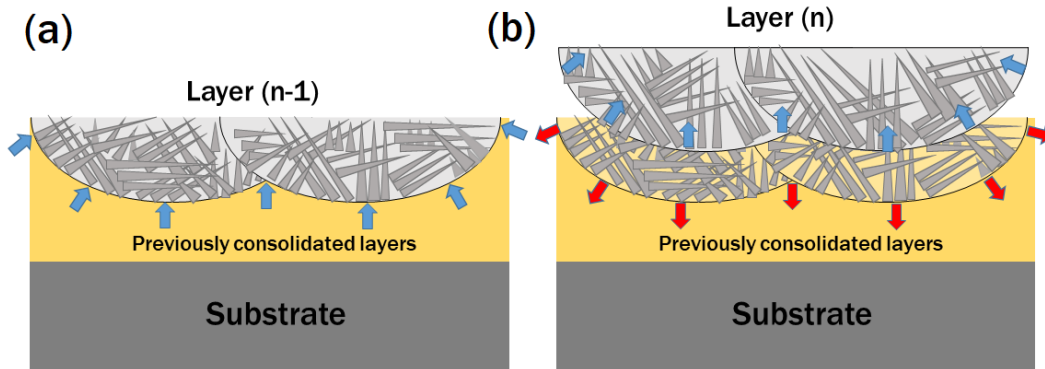 (a)
Layer (n-1)
Previously consolidated layers
Substrate
(b)
Layer (n)
Previously consolidated layers
Substrate